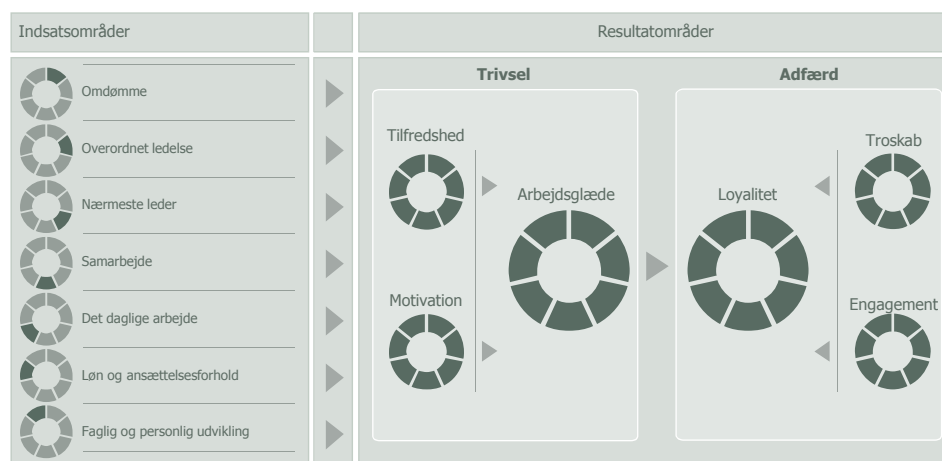 Indsatsområder
Resultatområder
Omdømme
Overordnet ledelse
Nærmeste leder
Samarbejde
Det daglige arbejde
Løn og ansættelsesforhold
Faglig og personlig udvikling
Trivsel
Tilfredshed
Arbejdsglæde
Motivation
Adfærd
Troskab
Loyalitet
Engagement